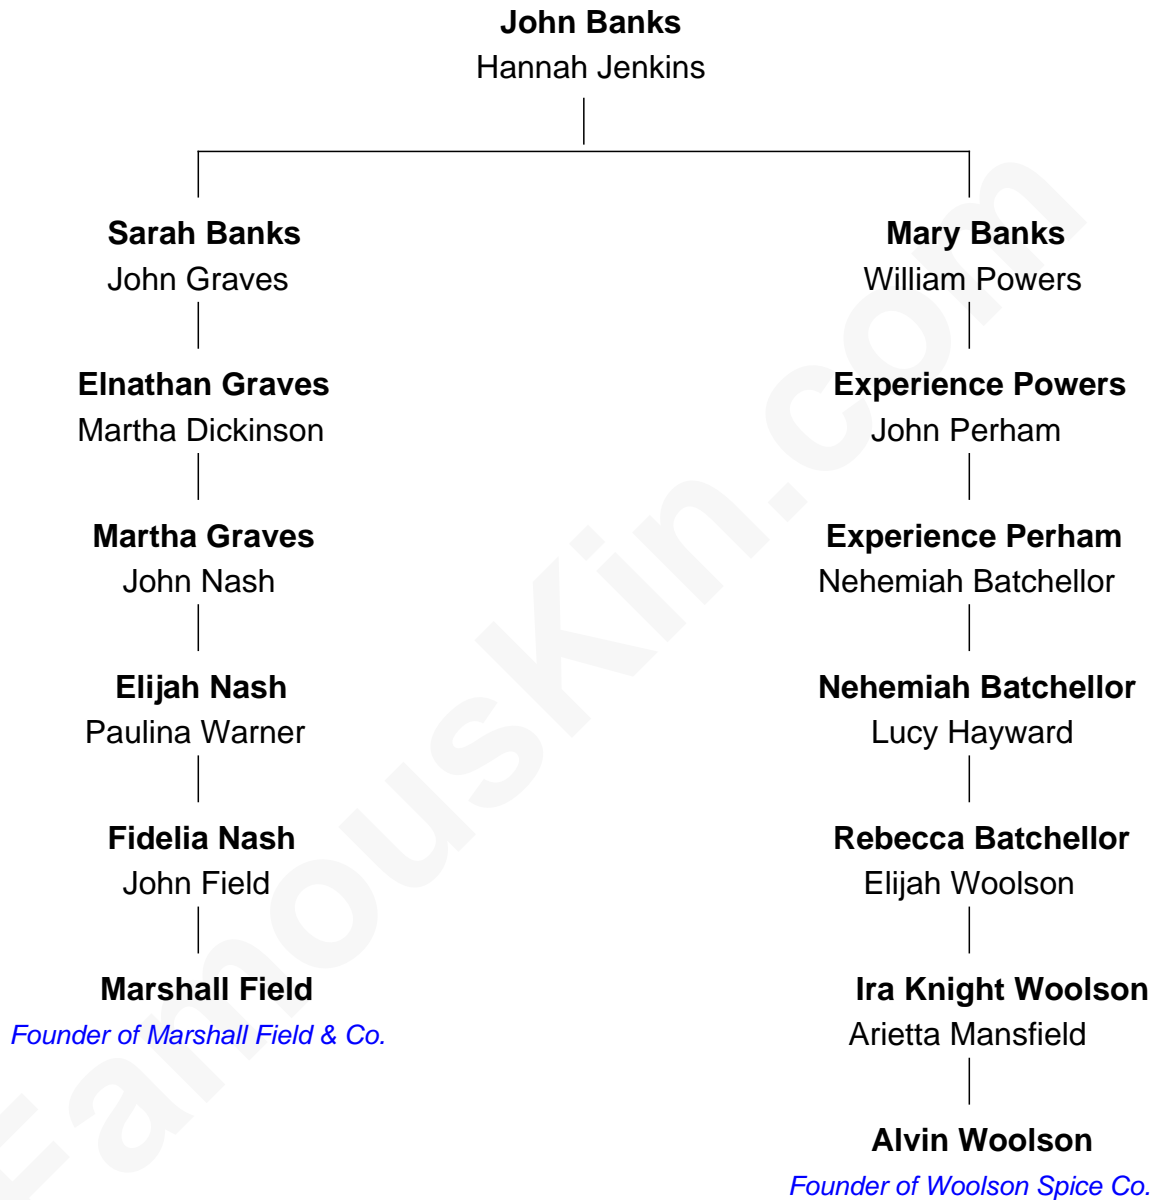 John Banks
Hannah Jenkins
Sarah Banks
John Graves
Mary Banks
William Powers
Elnathan Graves
Martha Dickinson
Experience Powers
John Perham
Martha Graves
John Nash
Experience Perham
Nehemiah Batchellor
Elijah Nash
Paulina Warner
Nehemiah Batchellor
Lucy Hayward
Fidelia Nash
John Field
Rebecca Batchellor
Elijah Woolson
Marshall Field
Founder of Marshall Field & Co.
Ira Knight Woolson
Arietta Mansfield
Alvin Woolson
Founder of Woolson Spice Co.
FamousKin.com